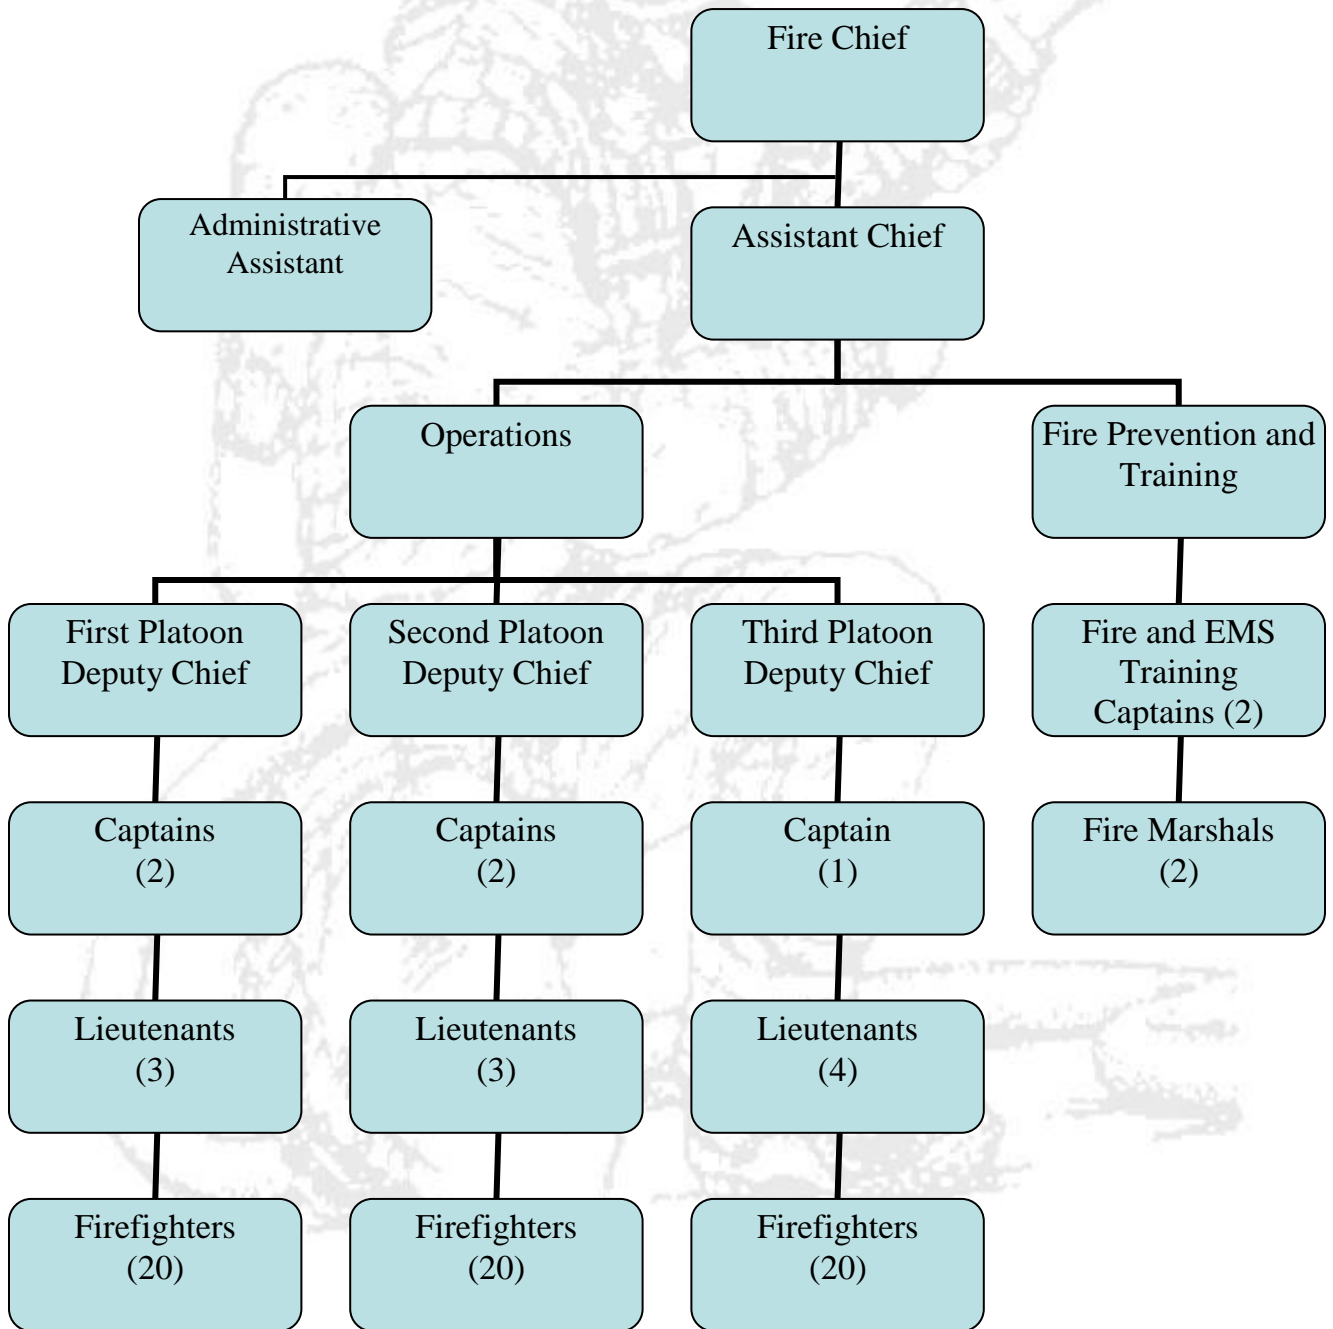 Fire Chief
Administrative
Assistant
Assistant Chief
Operations
Fire Prevention and
Training
First Platoon
Deputy Chief
Second Platoon
Deputy Chief
Third Platoon
Deputy Chief
Fire and EMS
Training
Captains (2)
Captains
(2)
Captains
(2)
Captain
(1)
Fire Marshals
(2)
Lieutenants
(3)
Lieutenants
(3)
Lieutenants
(4)
Firefighters
(20)
Firefighters
(20)
Firefighters
(20)